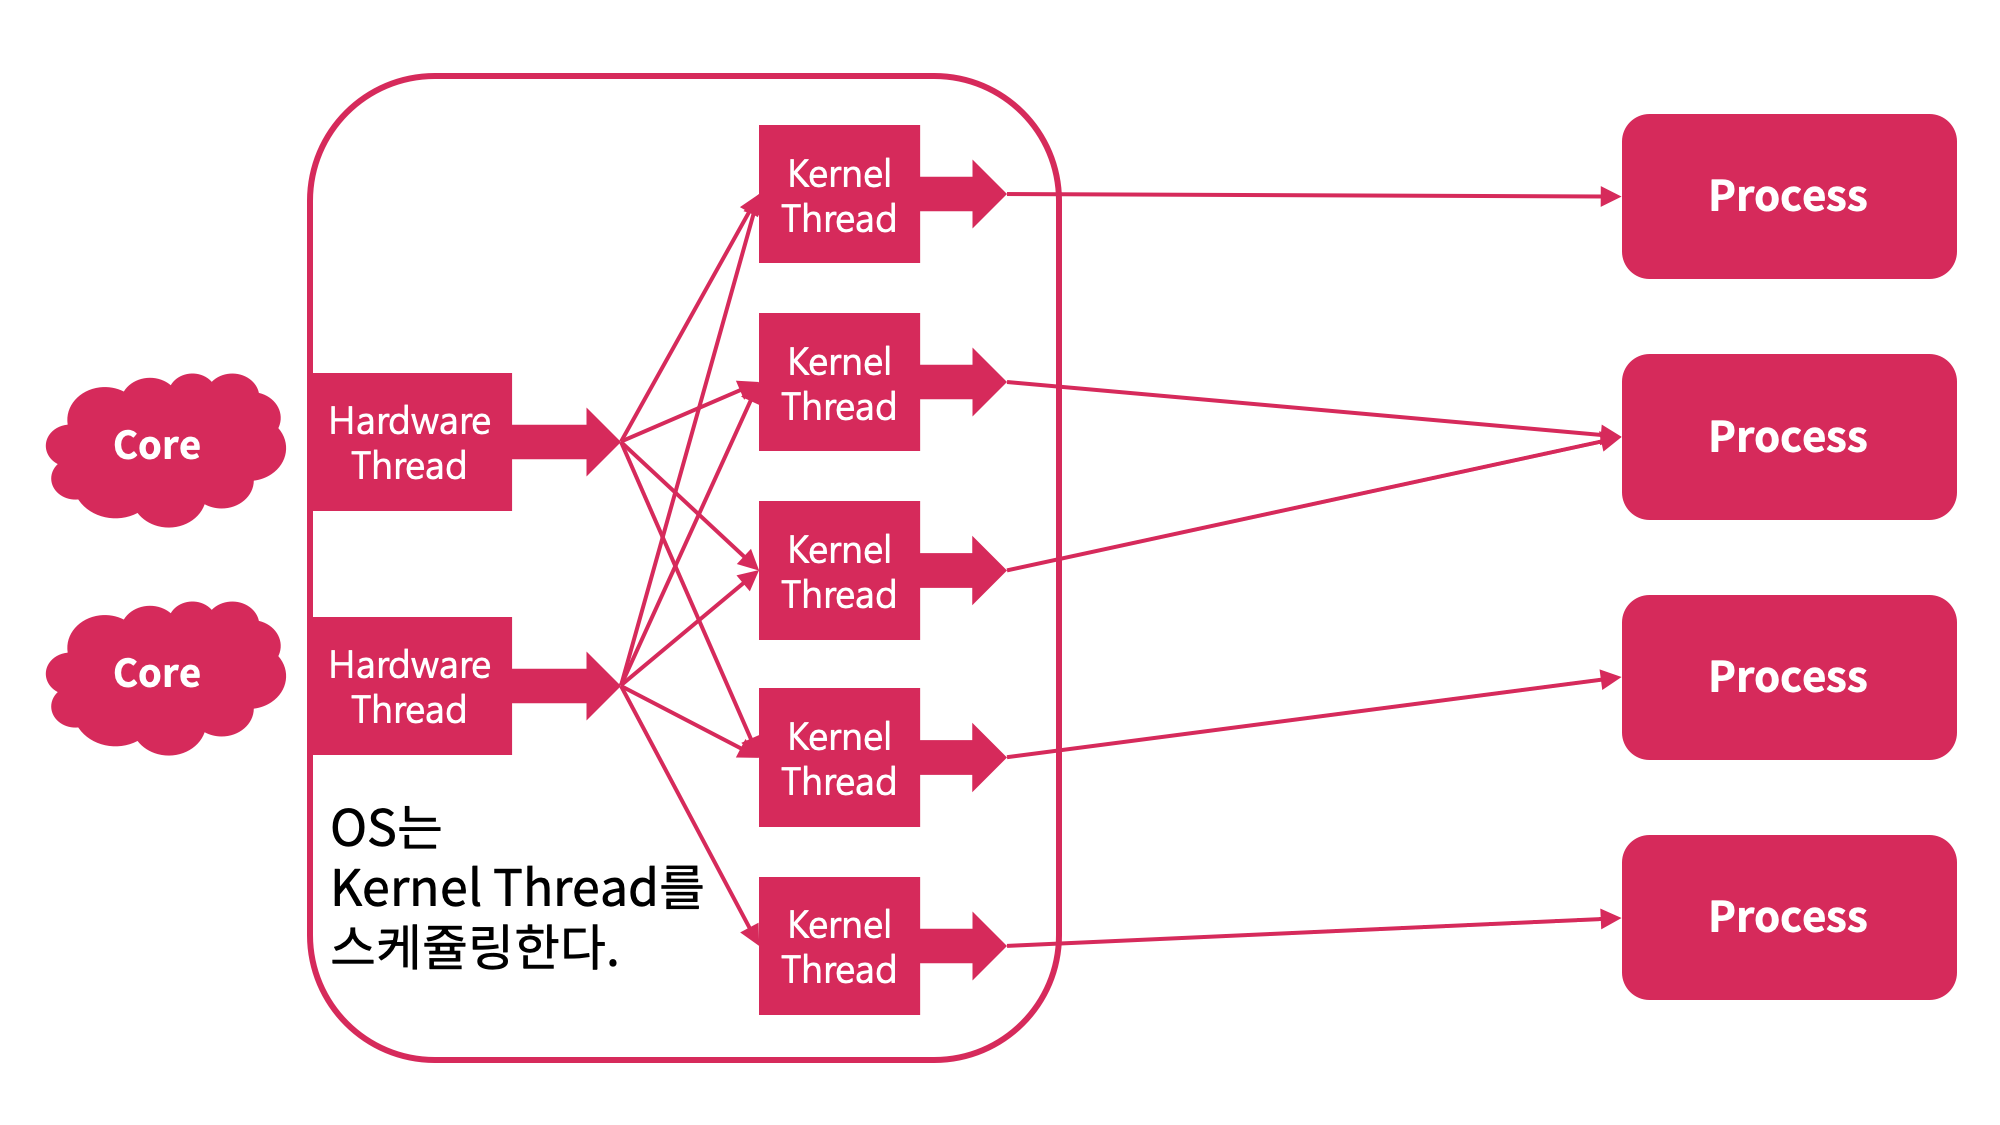 Core
Core
Hardware
Thread
Hardware
Thread
OS는
Kernel Thread를
스케쥴링한다.
Kernel
Thread
Kernel
Thread
Kernel
Thread
Kernel
Thread
Kernel
Thread
Process
Process
Process
Process